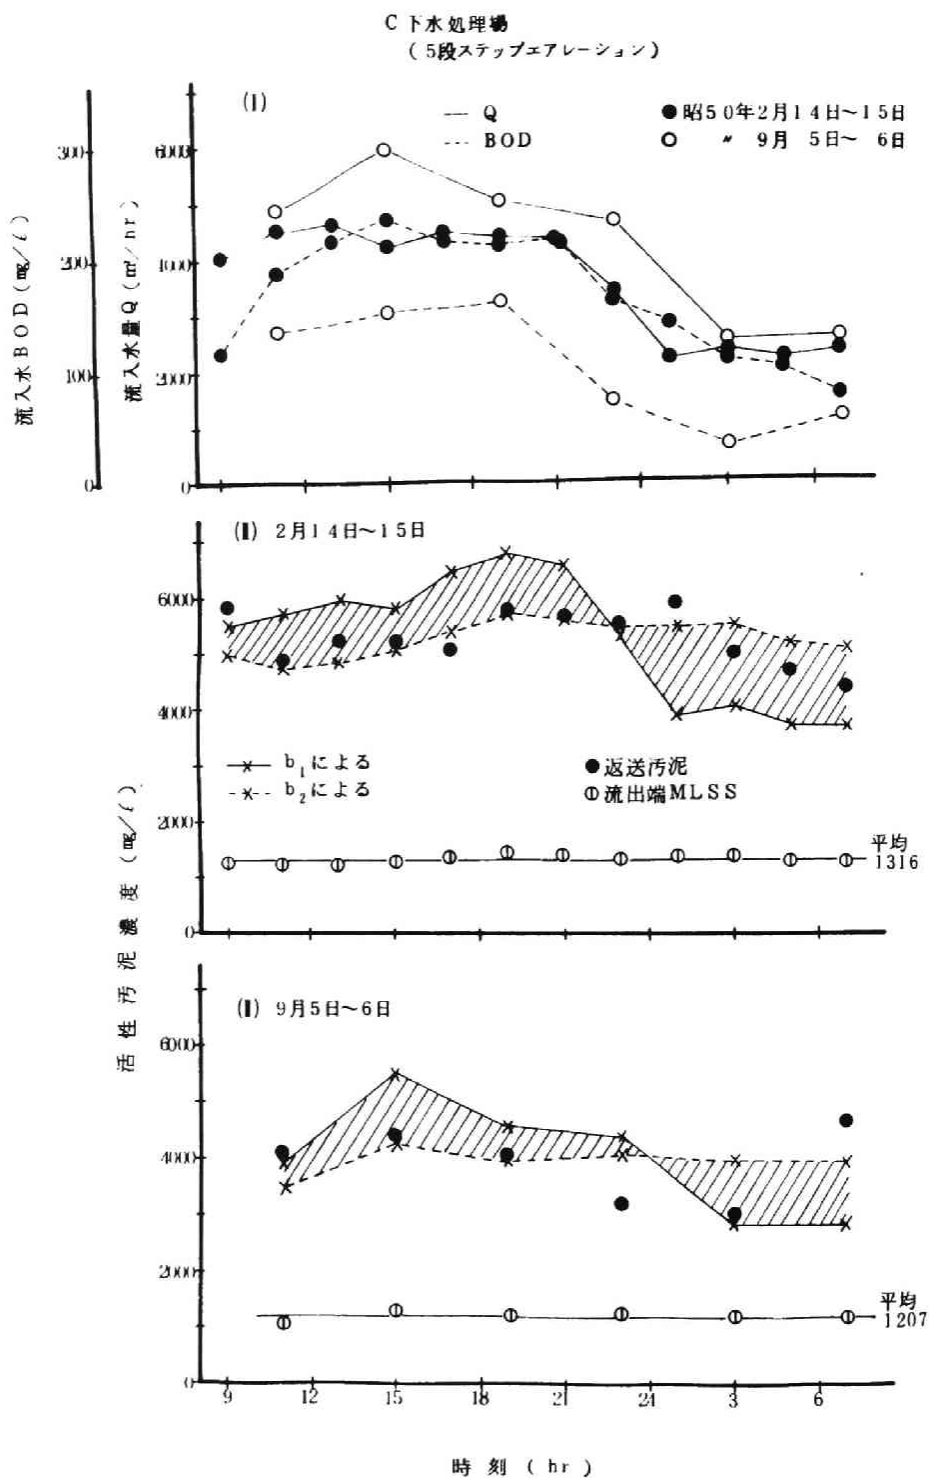 C 下水処理場
(5段ステップエアレーション)
(Ⅰ)
Q
BOD
昭50年2月14日~15日
〃 9月 5日~ 6日
流入水BOD(mg/ℓ)
300
200
100
0
流入水量Q(m³/hr)
6000
4000
2000
0
(Ⅱ) 2月14日~15日
6000
4000
2000
0
b1による
b2による
返送汚泥
流出端MLSS
平均
1316
活性汚泥濃度(mg/ℓ)
(Ⅱ) 9月5日~6日
6000
4000
2000
0
平均
1207
9 12 15 18 21 24 3 6
時刻(hr)